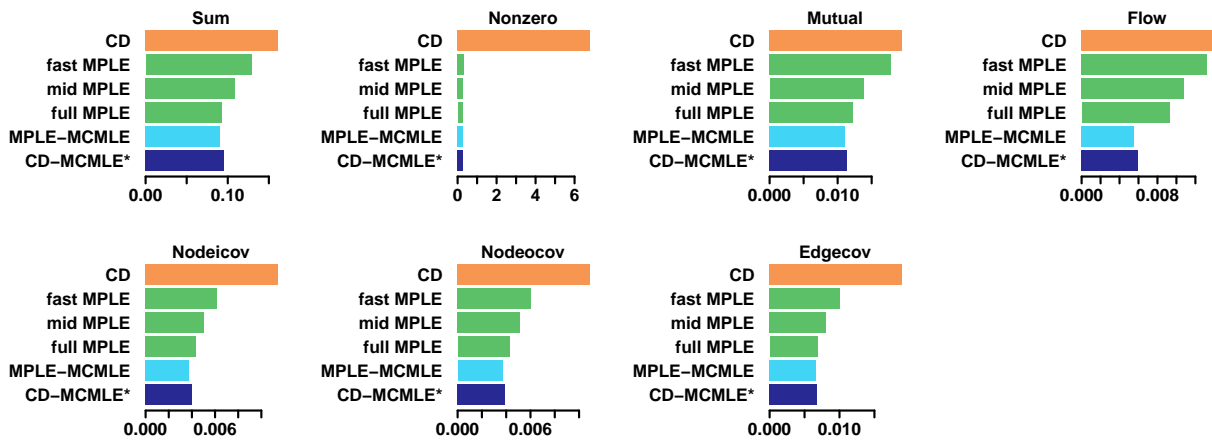 Sum
CD
fast MPLE
mid MPLE
full MPLE
MPLE−MCMLE
CD−MCMLE*
0.00 0.10
Nonzero
CD
fast MPLE
mid MPLE
full MPLE
MPLE−MCMLE
CD−MCMLE*
0 2 4 6
Mutual
CD
fast MPLE
mid MPLE
full MPLE
MPLE−MCMLE
CD−MCMLE*
0.000 0.010
Flow
CD
fast MPLE
mid MPLE
full MPLE
MPLE−MCMLE
CD−MCMLE*
0.000 0.008
Nodeicov
CD
fast MPLE
mid MPLE
full MPLE
MPLE−MCMLE
CD−MCMLE*
0.000 0.006
Nodeocov
CD
fast MPLE
mid MPLE
full MPLE
MPLE−MCMLE
CD−MCMLE*
0.000 0.006
Edgecov
CD
fast MPLE
mid MPLE
full MPLE
MPLE−MCMLE
CD−MCMLE*
0.000 0.010